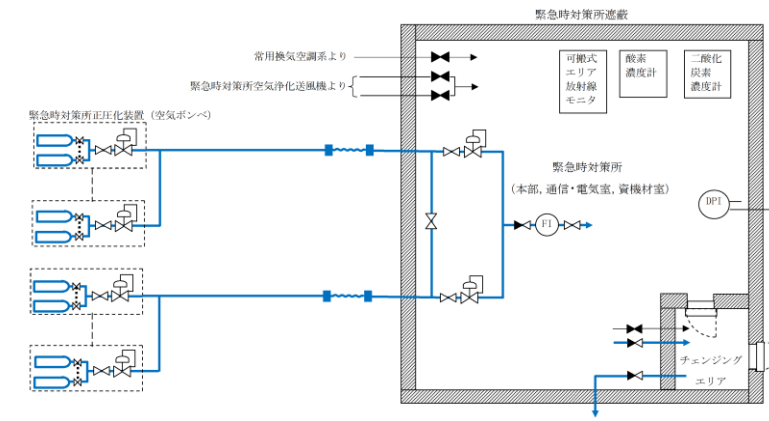 緊急時対策所遮蔽
常用換気空調系より
緊急時対策所空気浄化送風機より
可搬式
エリア
放射線
モニタ
酸素
濃度計
二酸化
炭素
濃度計
緊急時対策所正圧化装置（空気ボンベ）
緊急時対策所
（本部，通信・電気室，資機材室）
DPI
FI
チェンジング
エリア